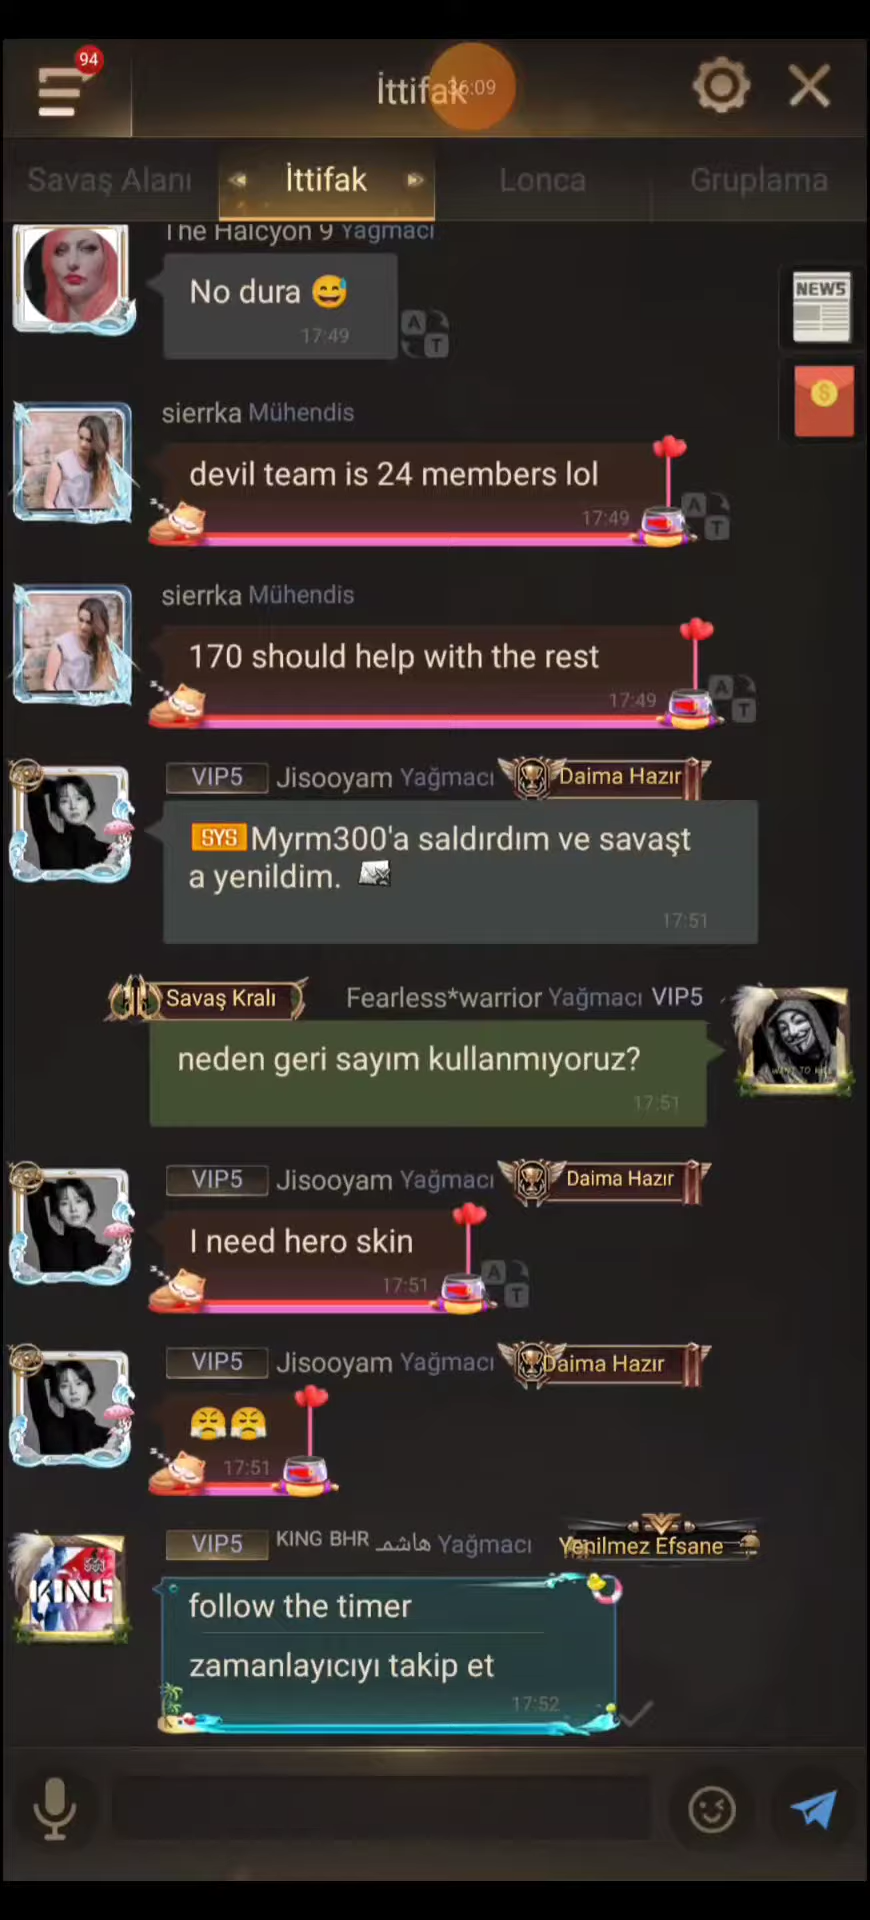 94
İttifak
36:09
Savaş Alanı
İttifak
Lonca
Gruplama
The Halcyon 9 Yağmacı
No dura 😅
17:49
NEWS
sierrka Mühendis
devil team is 24 members lol
17:49
sierrka Mühendis
170 should help with the rest
17:49
VIP5 Jisooyam Yağmacı Daima Hazır
SYS Myrm300'a saldırdım ve savaşt
a yenildim.
17:51
Savaş Kralı Fearless*warrior Yağmacı VIP5
neden geri sayım kullanmıyoruz?
17:51
VIP5 Jisooyam Yağmacı Daima Hazır
I need hero skin
17:51
VIP5 Jisooyam Yağmacı Daima Hazır
😤😤
17:51
VIP5 KING BHR هاشمـ Yağmacı Yenilmez Efsane
KING
follow the timer
zamanlayıcıyı takip et
17:52